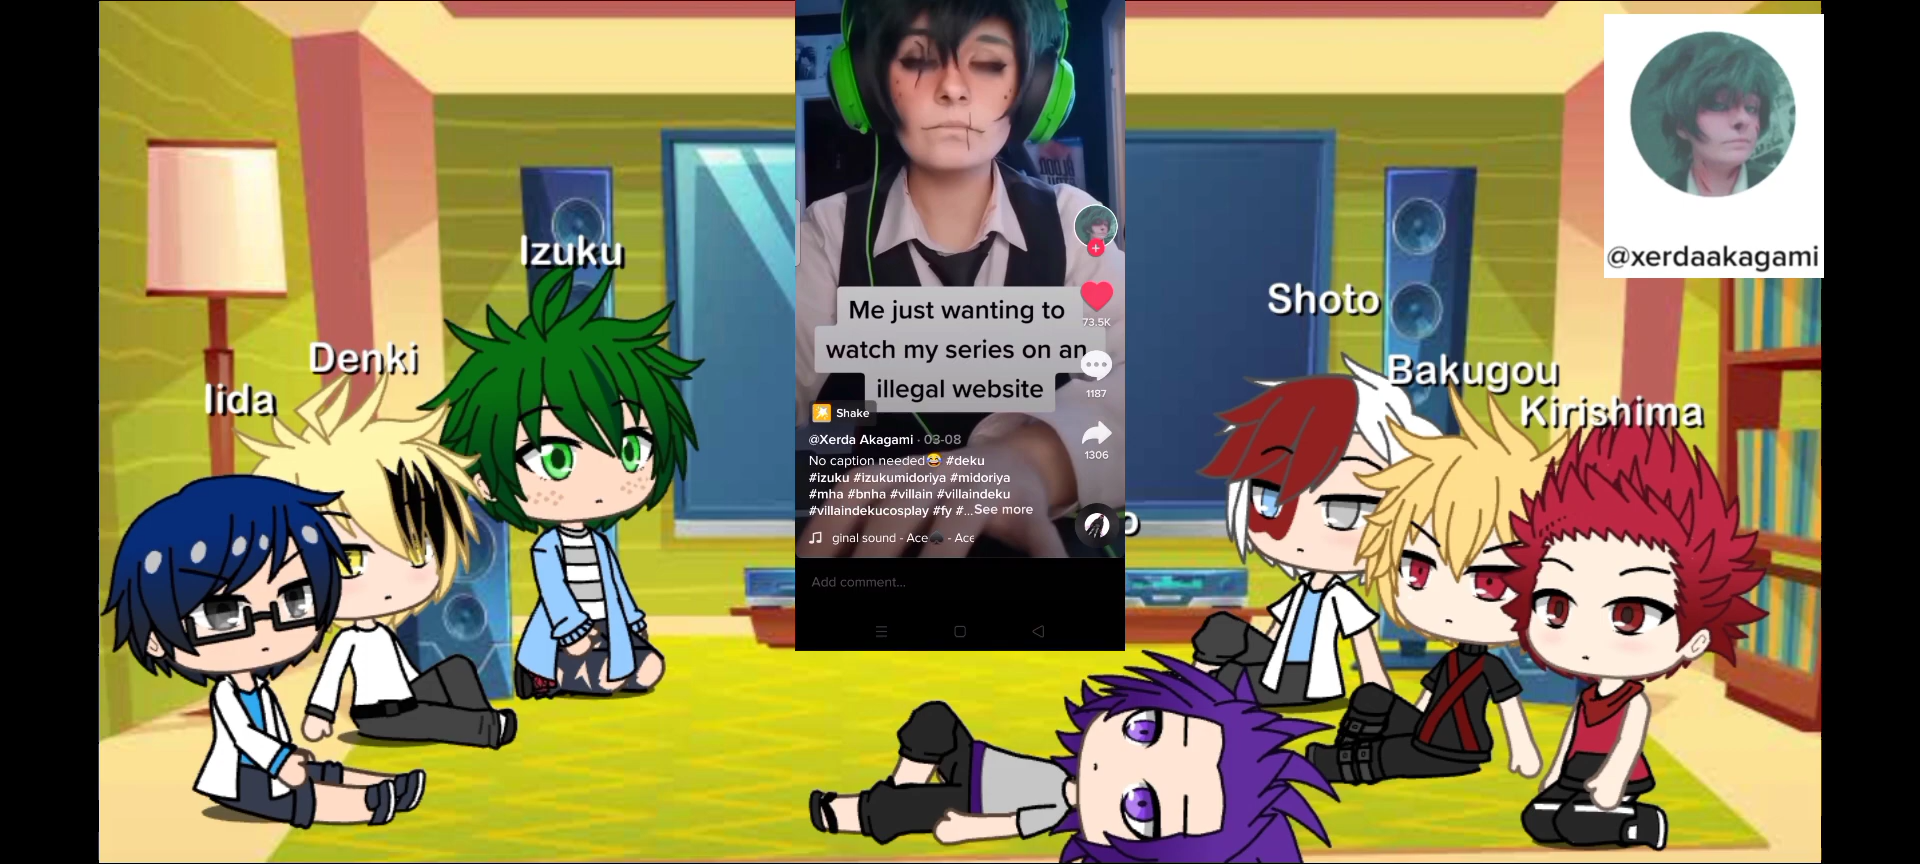 Izuku
Denki
Iida
Me just wanting to
watch my series on an
illegal website
Shake
@Xerda Akagami · 03-08
No caption needed😂 #deku
#izuku #izukumidoriya #midoriya
#mha #bnha #villain #villaindeku
#villaindekucosplay #fy #...See more
ginal sound - Ace♠ - Ace
73.5K
1187
1306
Add comment...
Shoto
Bakugou
Kirishima
@xerdaakagami